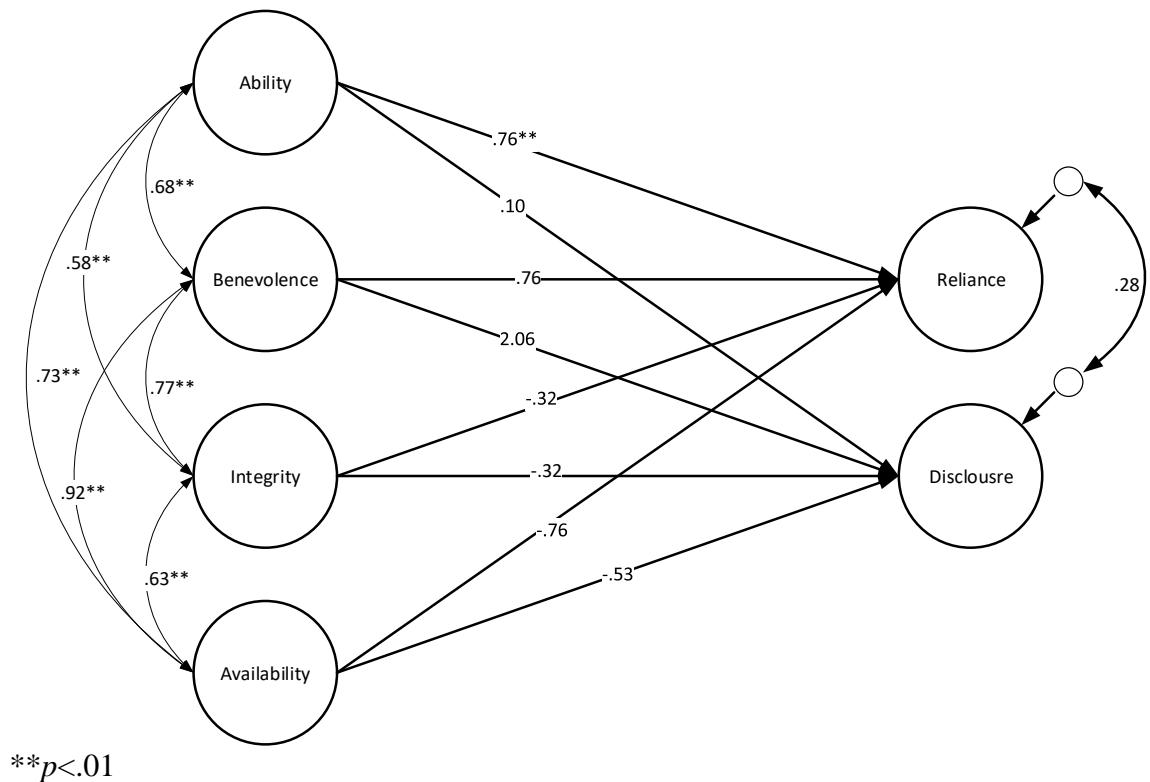 Ability
.76**
.68**
.10
.58**
Benevolence
.76
Reliance
.28
2.06
.73**
.77**
-.32
Integrity
-.32
Disclousre
.92**
-.76
.63**
-.53
Availability
**p<.01